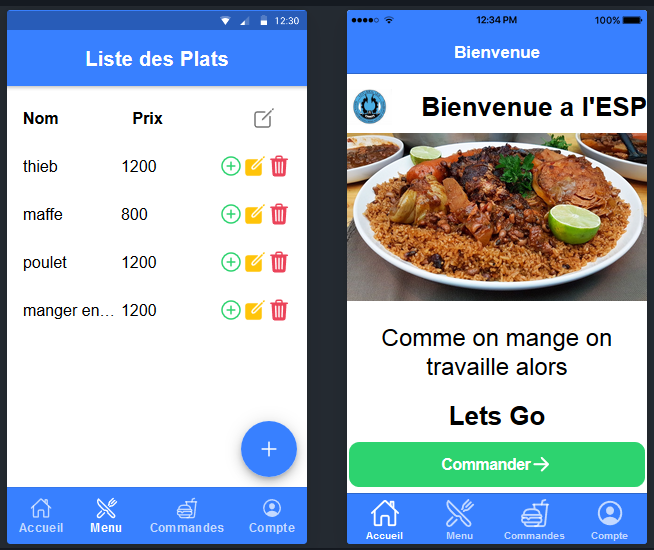 12:30
Liste des Plats
Nom Prix
thieb 1200
maffe 800
poulet 1200
manger en... 1200
Accueil Menu Commandes Compte
12:34 PM 100%
Bienvenue
Bienvenue a l'ESP
Comme on mange on
travaille alors
Lets Go
Commander
Accueil Menu Commandes Compte